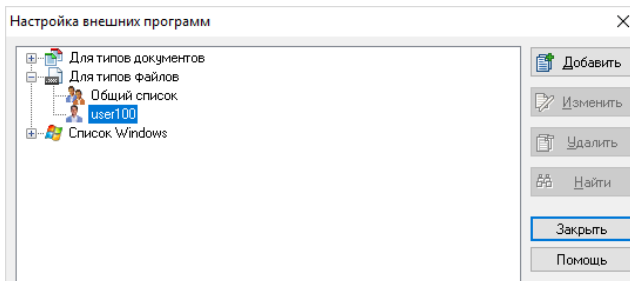 Настройка внешних программ
Для типов документов
Для типов файлов
Общий список
user100
Список Windows
Добавить
Изменить
Удалить
Найти
Закрыть
Помощь